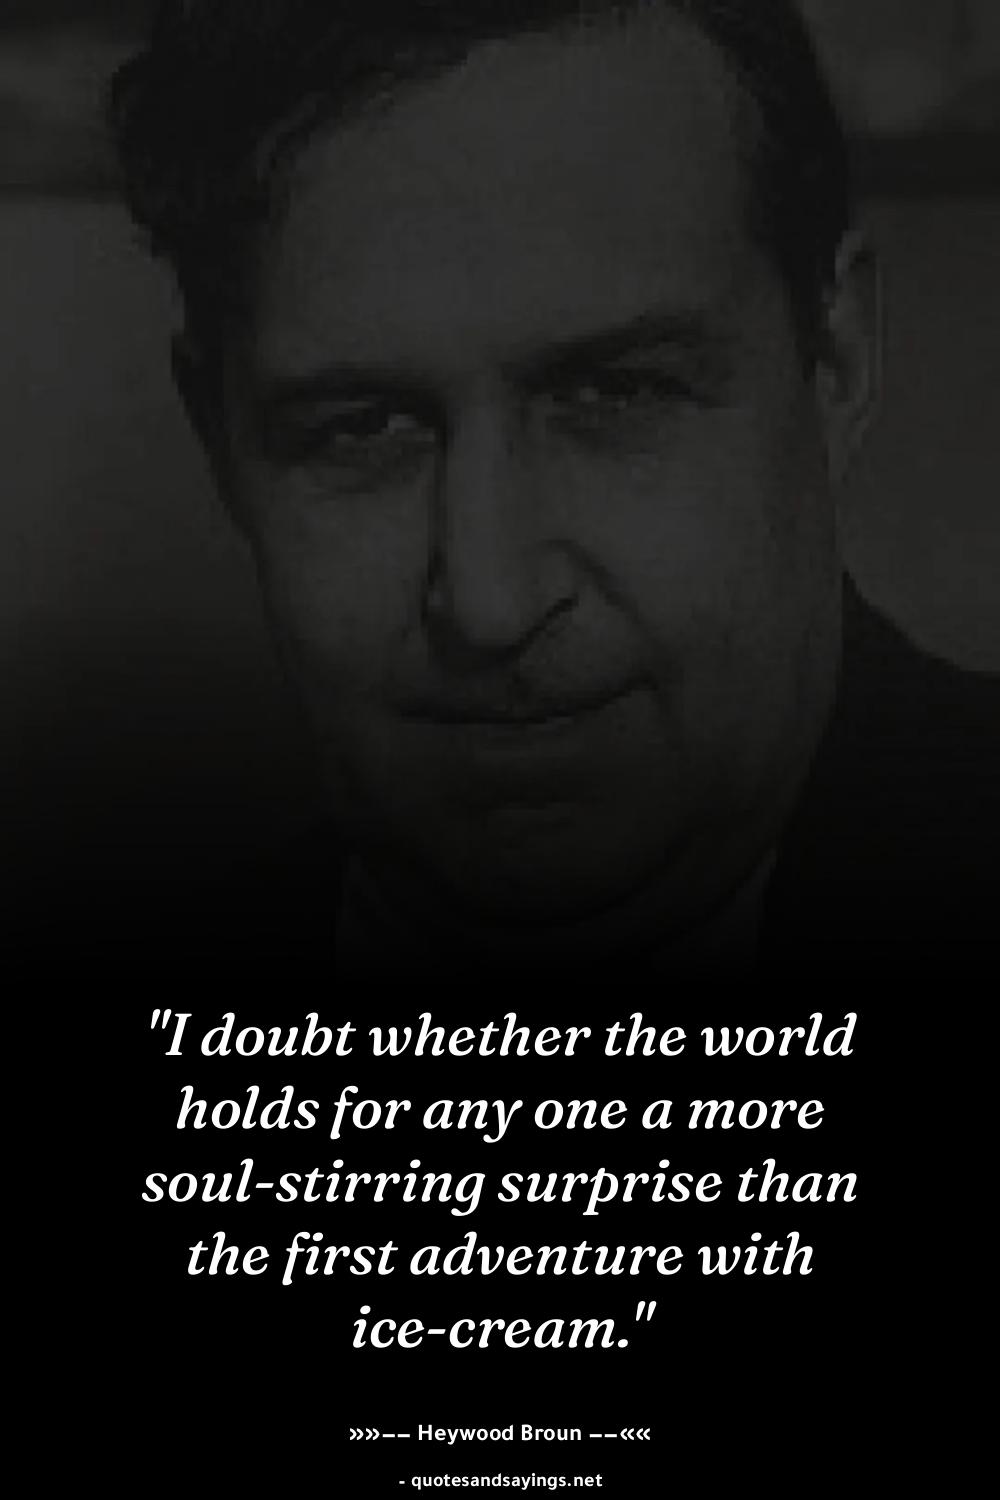 "I doubt whether the world
holds for any one a more
soul-stirring surprise than
the first adventure with
ice-cream."
»»−− Heywood Broun −−««
- quotesandsayings.net